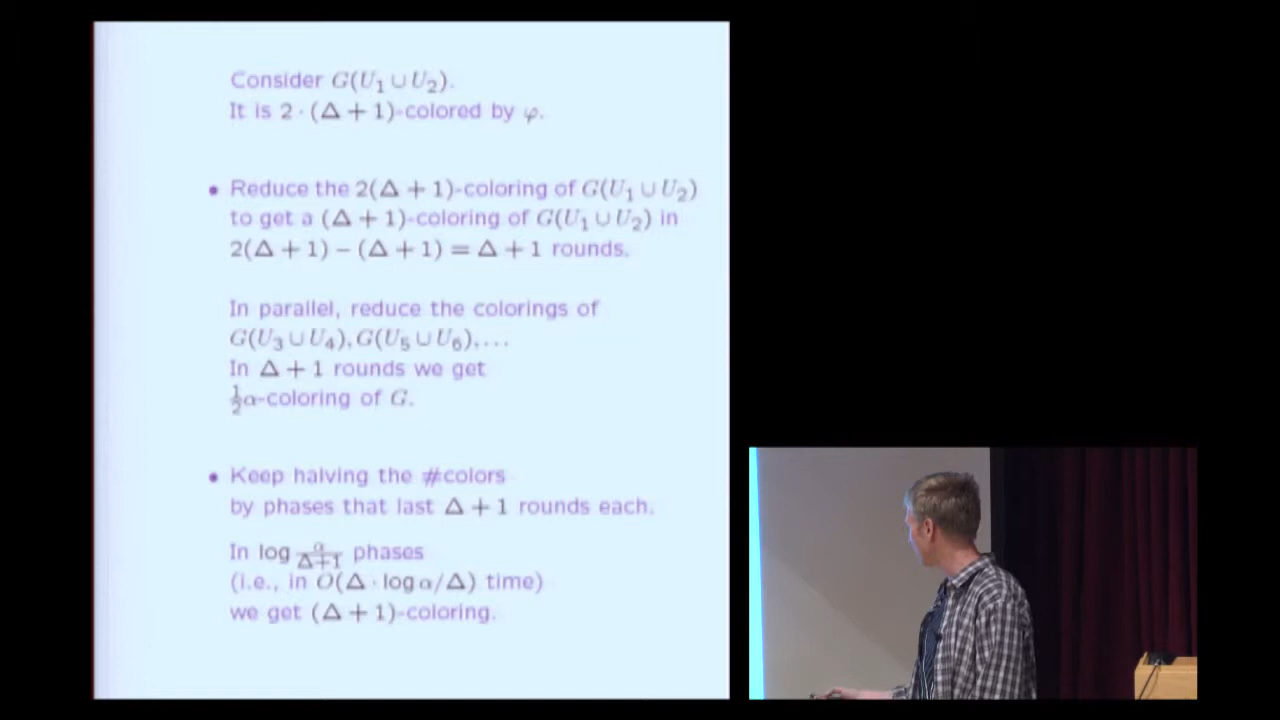 Consider G(U₁ ∪ U₂).
It is 2 · (Δ + 1)-colored by φ.
• Reduce the 2(Δ + 1)-coloring of G(U₁ ∪ U₂)
to get a (Δ + 1)-coloring of G(U₁ ∪ U₂) in
2(Δ + 1) − (Δ + 1) = Δ + 1 rounds.
In parallel, reduce the colorings of
G(U₃ ∪ U₄), G(U₅ ∪ U₆), . . .
In Δ + 1 rounds we get
½α-coloring of G.
• Keep halving the #colors
by phases that last Δ + 1 rounds each.
In log α/(Δ+1) phases
(i.e., in O(Δ · log α/Δ) time)
we get (Δ + 1)-coloring.